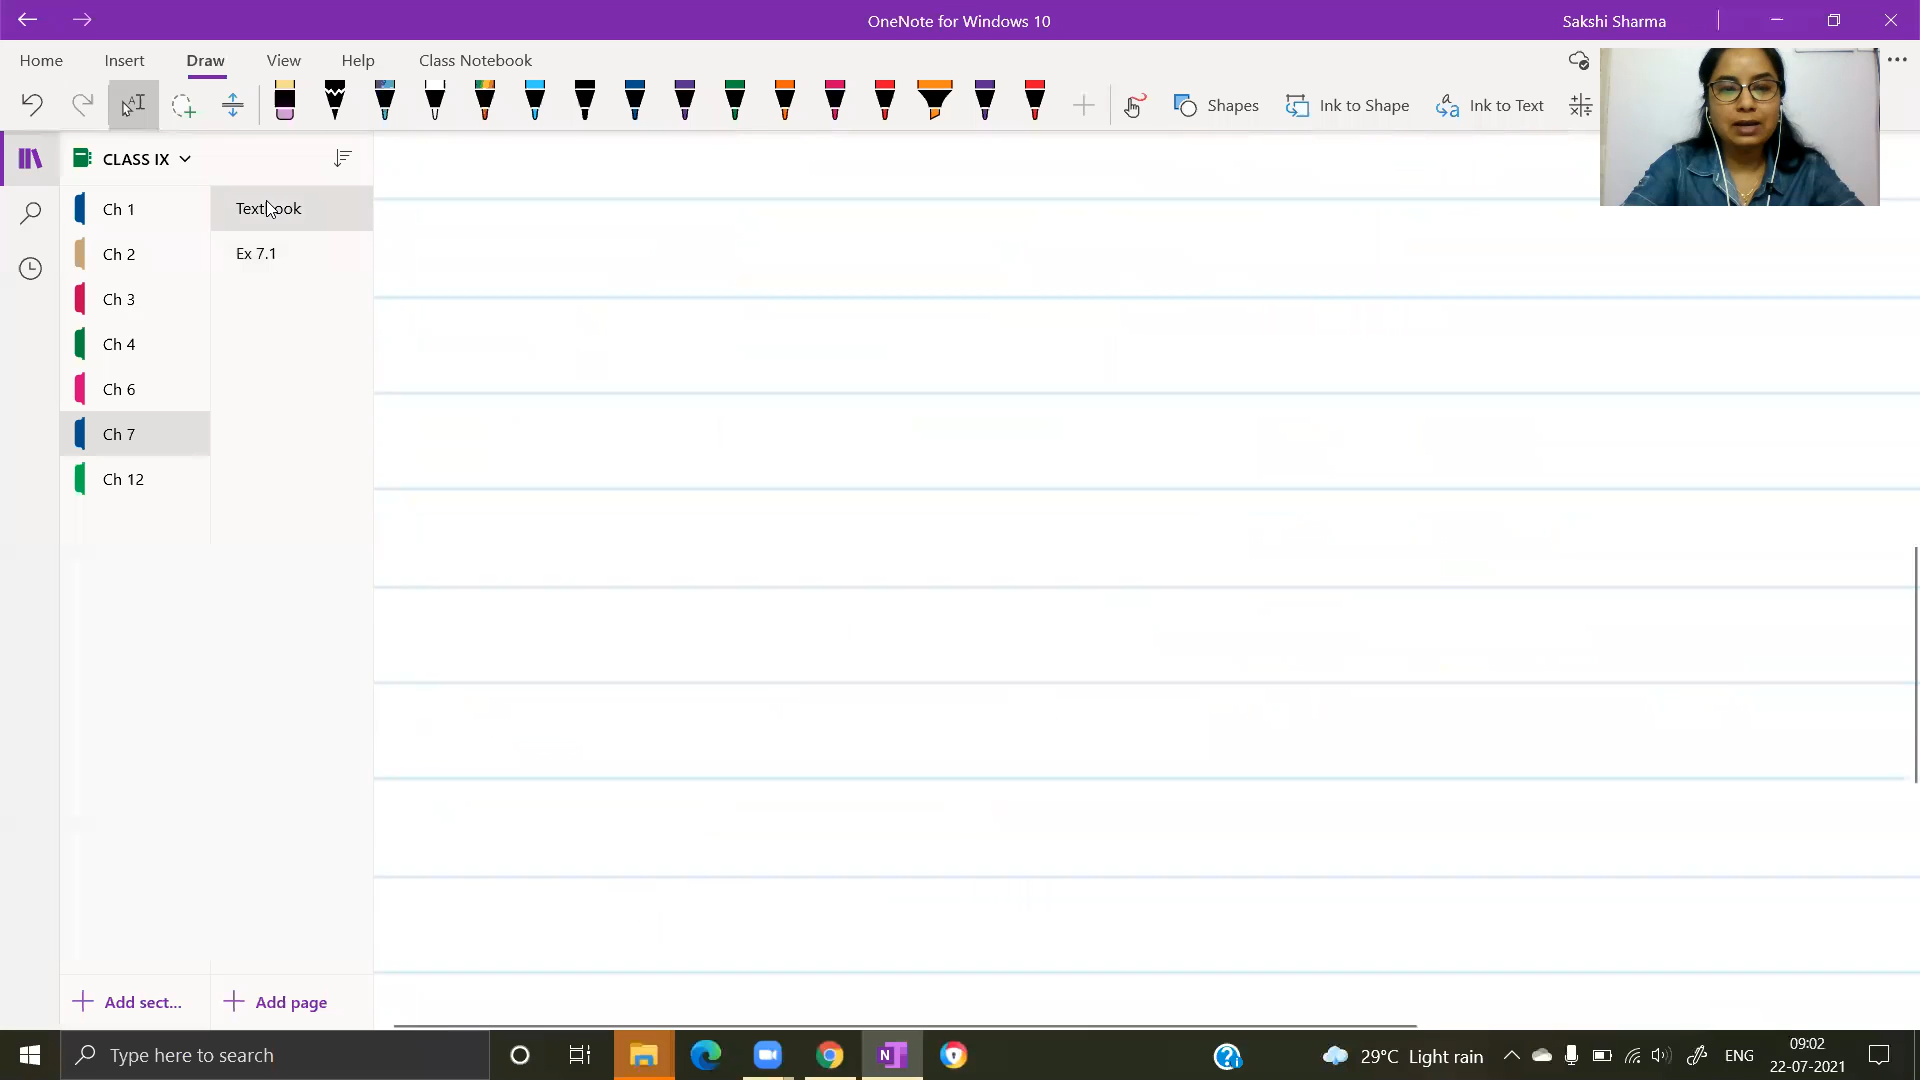 OneNote for Windows 10
Sakshi Sharma
Home Insert Draw View Help Class Notebook
Shapes Ink to Shape Ink to Text
CLASS IX
Ch 1
Textbook
Ch 2
Ex 7.1
Ch 3
Ch 4
Ch 6
Ch 7
Ch 12
Add sect...
Add page
Type here to search
29°C Light rain
ENG
09:02
22-07-2021